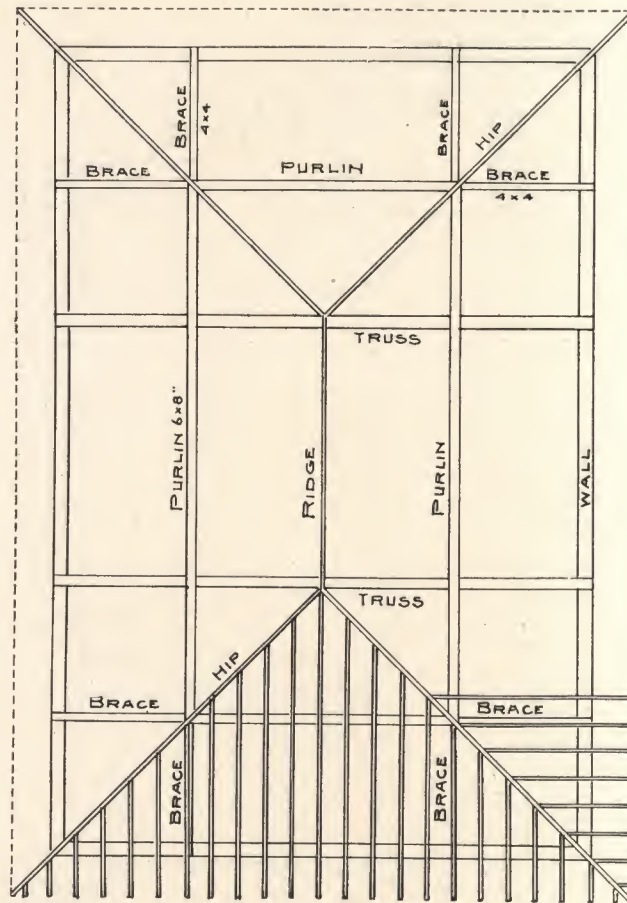 BRACE
4x4
BRACE
HIP
BRACE
PURLIN
BRACE
4x4
TRUSS
PURLIN 6x8"
RIDGE
PURLIN
WALL
TRUSS
HIP
BRACE
BRACE
BRACE
BRACE